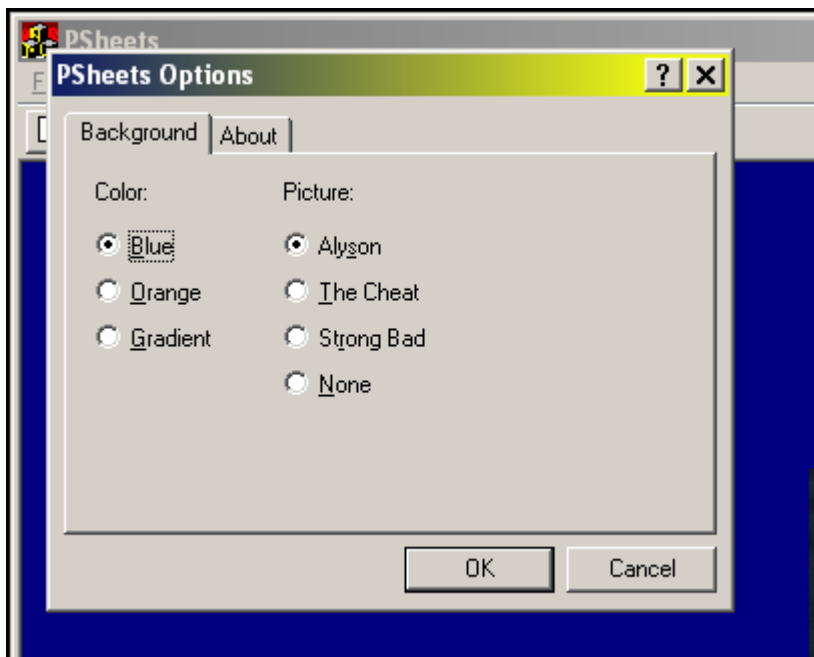 PSheets
F
PSheets Options
?
Background About
Color: Picture:
Blue Alyson
Orange The Cheat
Gradient Strong Bad
None
OK Cancel